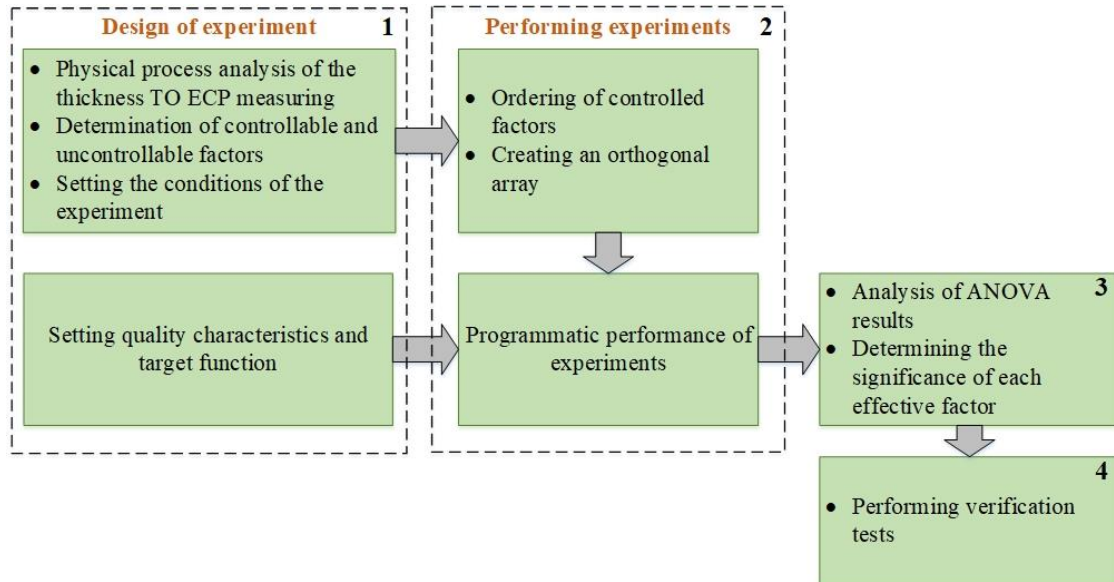 Design of experiment 1
• Physical process analysis of the
thickness TO ECP measuring
• Determination of controllable and
uncontrollable factors
• Setting the conditions of the
experiment
Setting quality characteristics and
target function
Performing experiments 2
• Ordering of controlled
factors
• Creating an orthogonal
array
Programmatic performance of
experiments
3
• Analysis of ANOVA
results
• Determining the
significance of each
effective factor
4
• Performing verification
tests